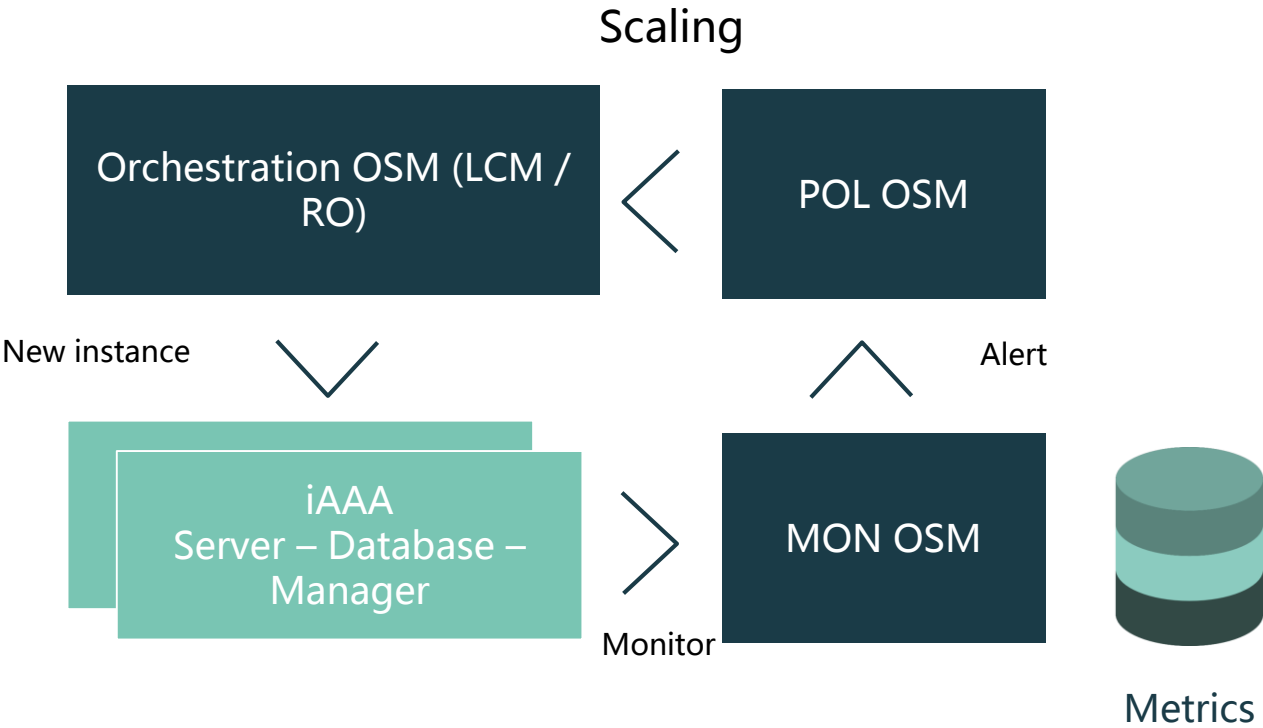 Scaling
Orchestration OSM (LCM /
RO)
POL OSM
New instance
Alert
iAAA
Server – Database –
Manager
MON OSM
Monitor
Metrics